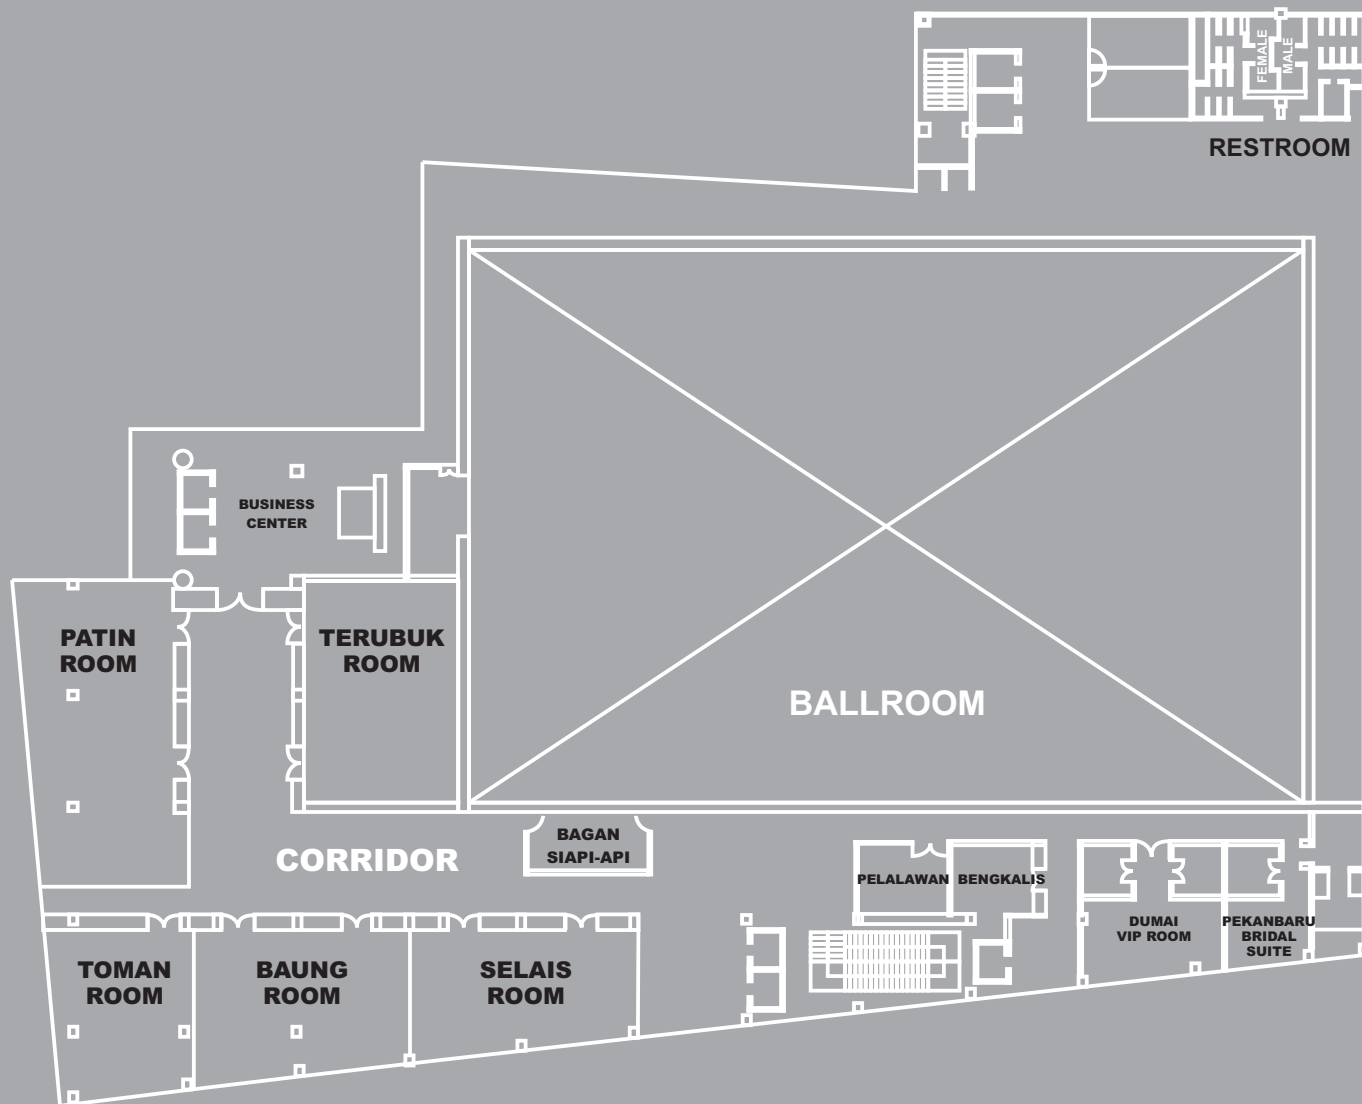 FEMALE
MALE
RESTROOM
BUSINESS
CENTER
PATIN
ROOM
TERUBUK
ROOM
BALLROOM
BAGAN
SIAPI-API
CORRIDOR
PELALAWAN
BENGKALIS
DUMAI
VIP ROOM
PEKANBARU
BRIDAL
SUITE
TOMAN
ROOM
BAUNG
ROOM
SELAIS
ROOM